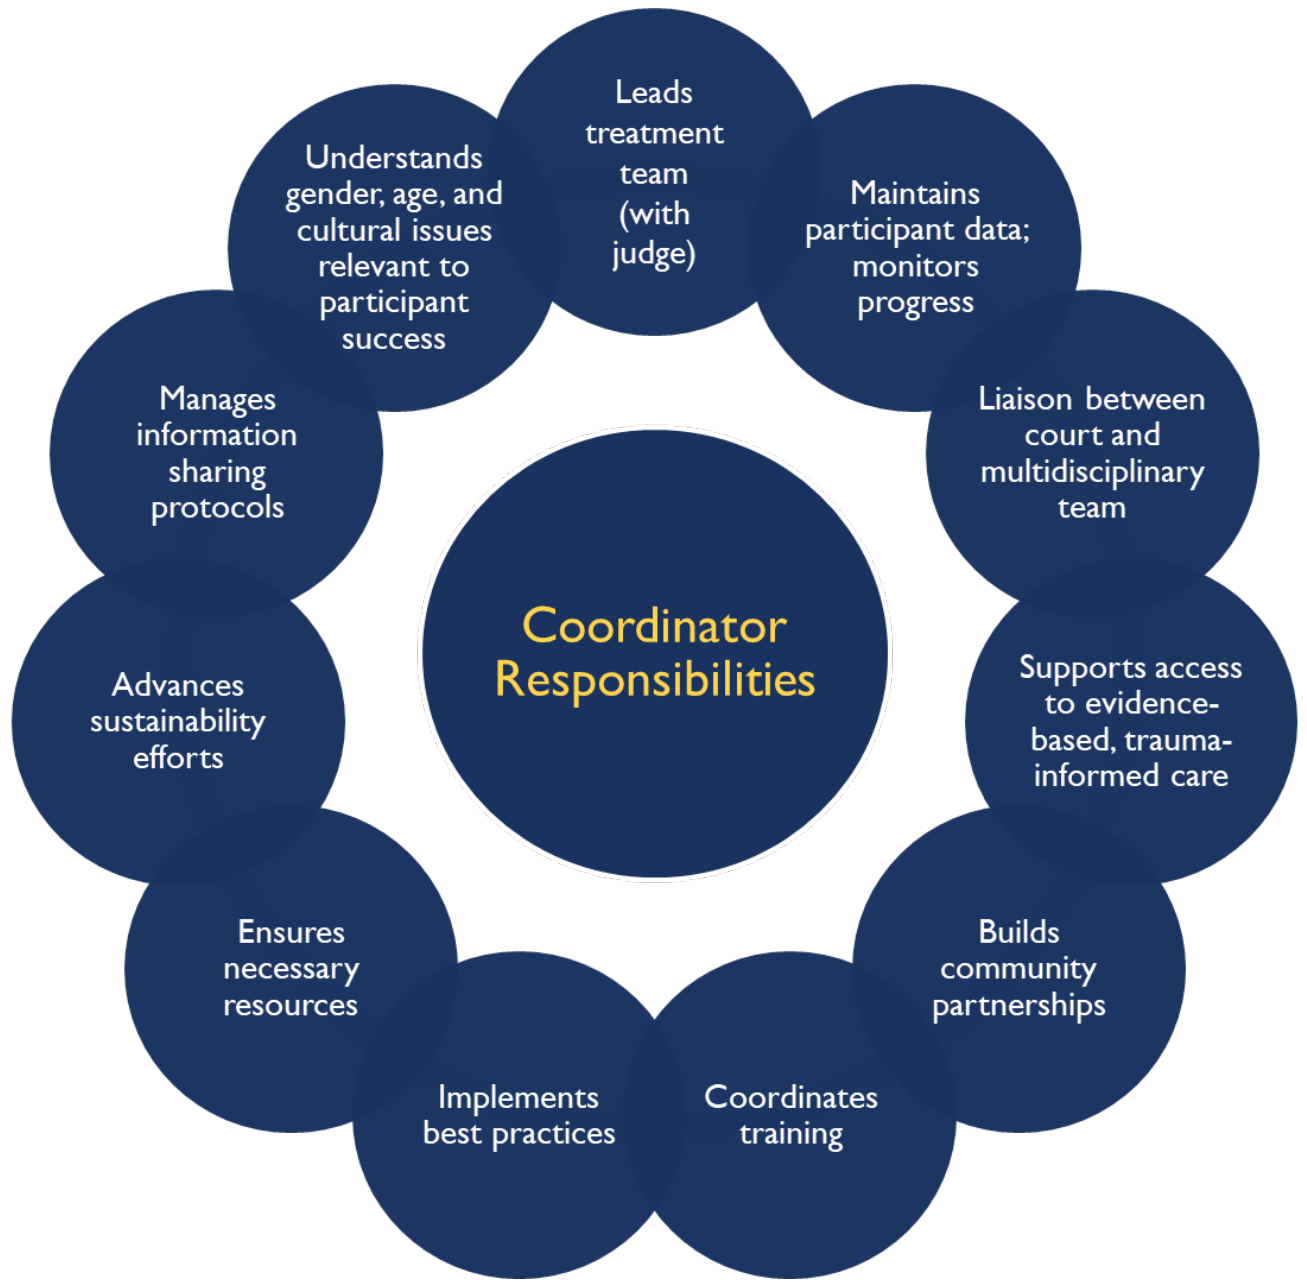 Leads
treatment
team
(with
judge)
Maintains
participant data;
monitors
progress
Liaison between
court and
multidisciplinary
team
Supports access
to evidence-
based, trauma-
informed care
Builds
community
partnerships
Coordinates
training
Implements
best practices
Ensures
necessary
resources
Advances
sustainability
efforts
Manages
information
sharing
protocols
Understands
gender, age, and
cultural issues
relevant to
participant
success
Coordinator
Responsibilities